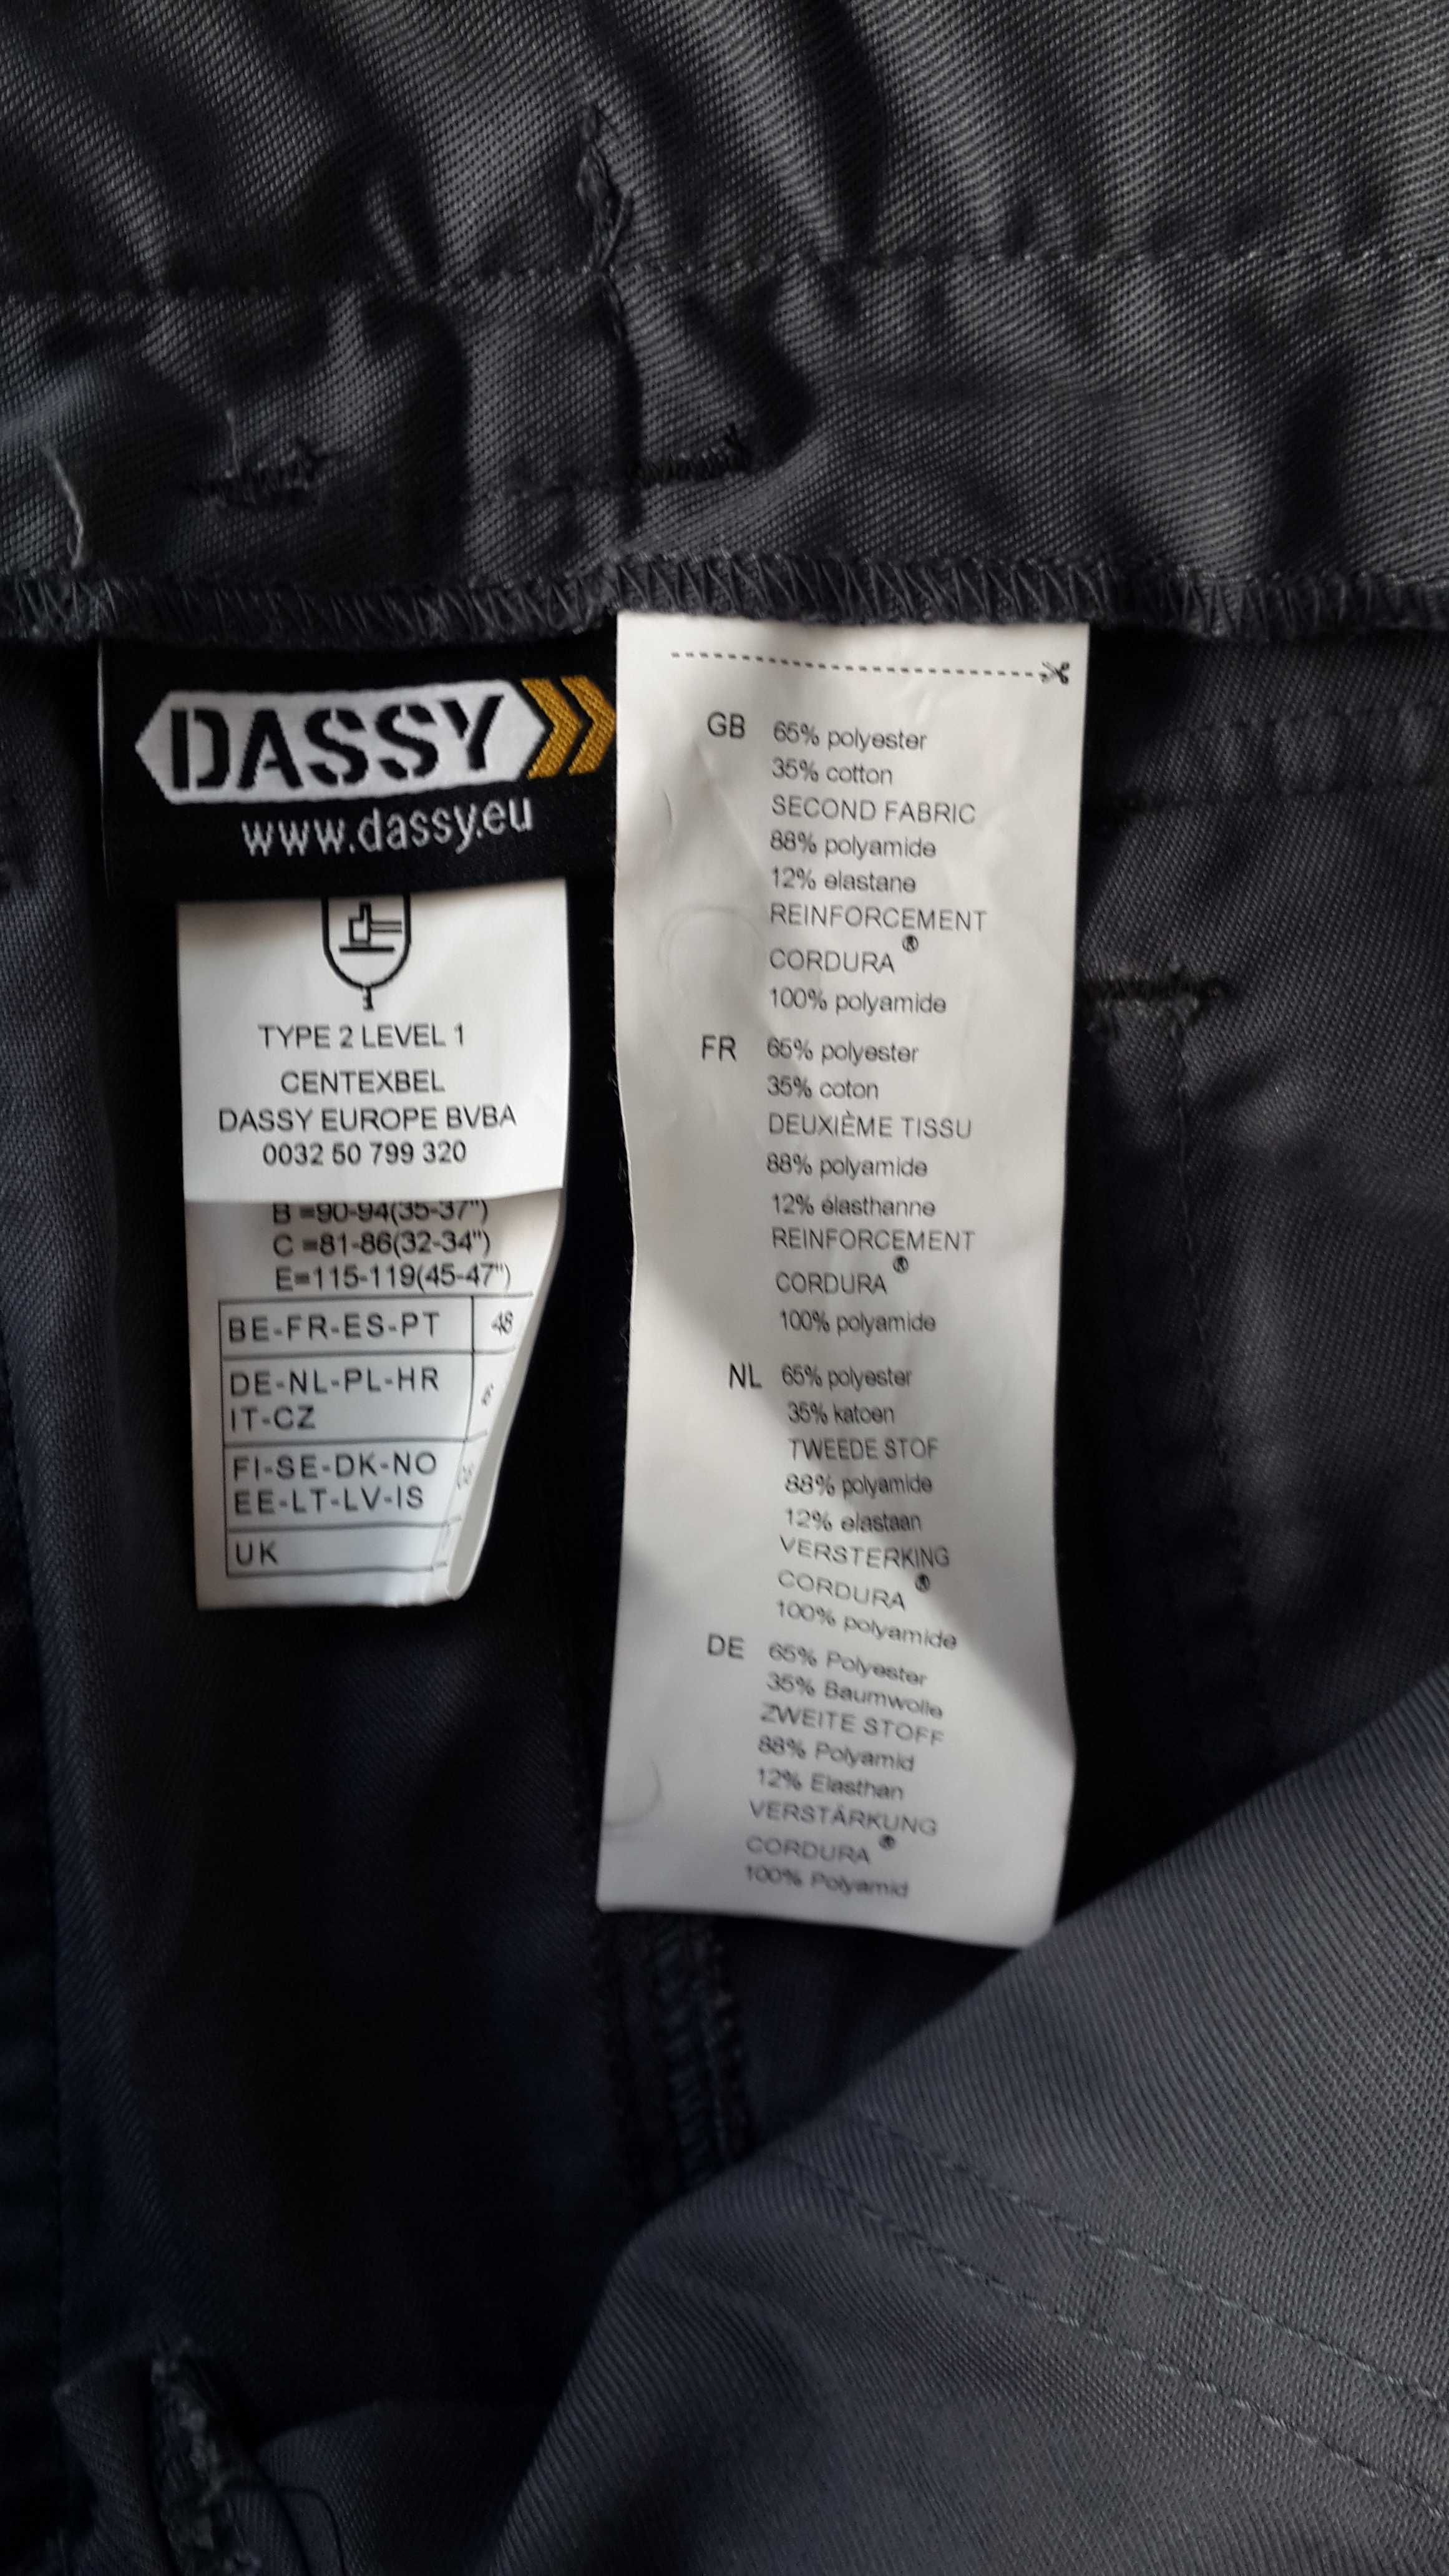 DASSY
www.dassy.eu
1
TYPE 2 LEVEL 1
CENTEXBEL
DASSY EUROPE BVBA
0032 50 799 320
B =90-94(35-37")
C =81-86(32-34")
E=115-119(45-47")
BE-FR-ES-PT 48
DE-NL-PL-HR
IT-CZ
FI-SE-DK-NO
EE-LT-LV-IS
UK
GB 65% polyester
35% cotton
SECOND FABRIC
88% polyamide
12% elastane
REINFORCEMENT
CORDURA®
100% polyamide
FR 65% polyester
35% coton
DEUXIÈME TISSU
88% polyamide
12% élasthanne
REINFORCEMENT
CORDURA®
100% polyamide
NL 65% polyester
35% katoen
TWEEDE STOF
88% polyamide
12% elastaan
VERSTERKING
CORDURA®
100% polyamide
DE 65% Polyester
35% Baumwolle
ZWEITE STOFF
88% Polyamid
12% Elasthan
VERSTÄRKUNG
CORDURA®
100% Polyamid